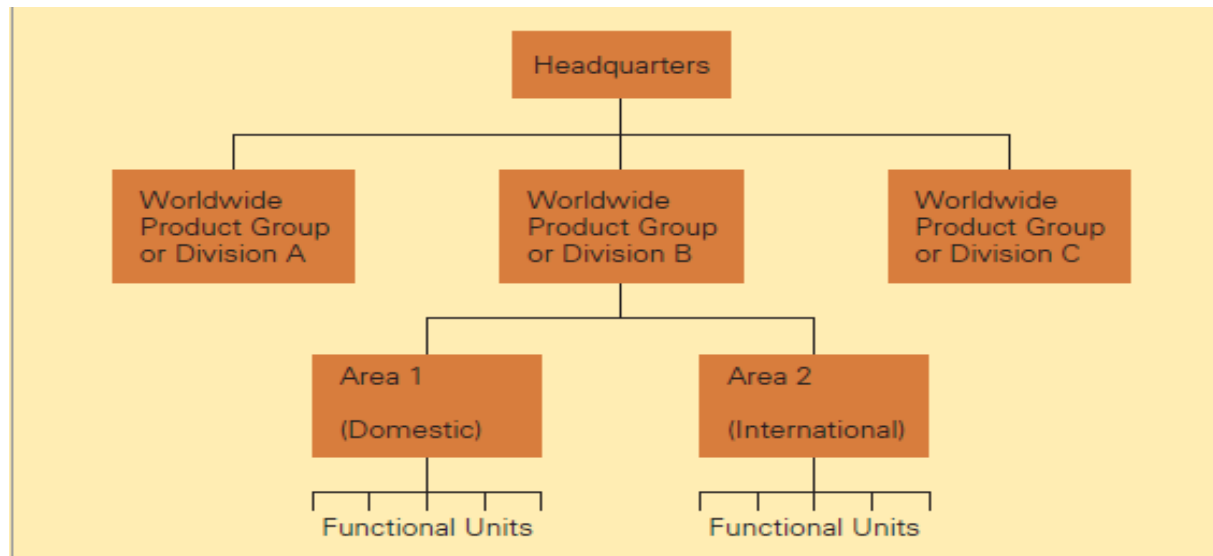 Headquarters
Worldwide
Product Group
or Division A
Worldwide
Product Group
or Division B
Worldwide
Product Group
or Division C
Area 1
(Domestic)
Area 2
(International)
Functional Units
Functional Units